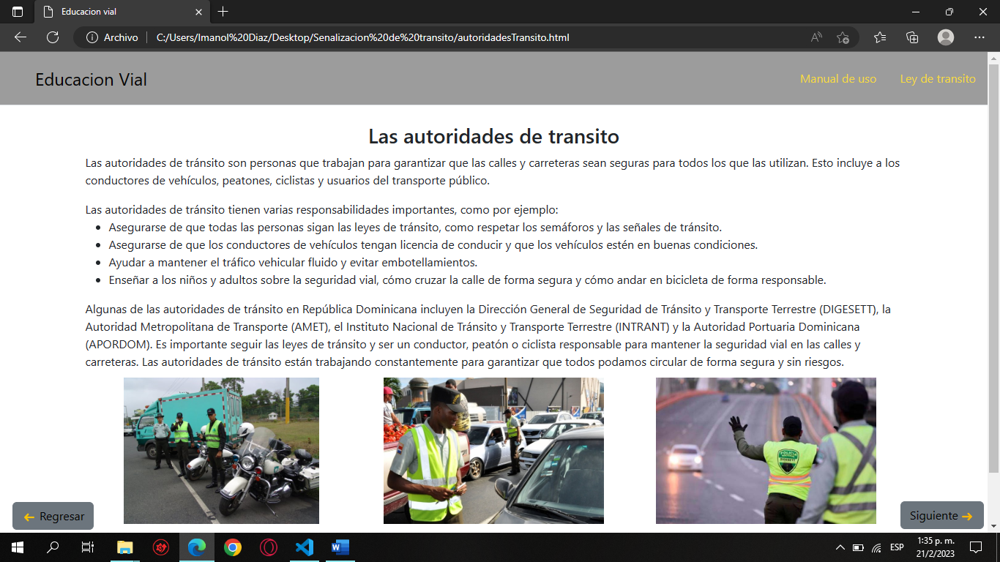 Educacion vial
Archivo
C:/Users/Imanol%20Diaz/Desktop/Senalizacion%20de%20transito/autoridadesTransito.html
Educacion Vial
Manual de uso
Ley de transito
Las autoridades de transito
Las autoridades de tránsito son personas que trabajan para garantizar que las calles y carreteras sean seguras para todos los que las utilizan. Esto incluye a los
conductores de vehículos, peatones, ciclistas y usuarios del transporte público.
Las autoridades de tránsito tienen varias responsabilidades importantes, como por ejemplo:
• Asegurarse de que todas las personas sigan las leyes de tránsito, como respetar los semáforos y las señales de tránsito.
• Asegurarse de que los conductores de vehículos tengan licencia de conducir y que los vehículos estén en buenas condiciones.
• Ayudar a mantener el tráfico vehicular fluido y evitar embotellamientos.
• Enseñar a los niños y adultos sobre la seguridad vial, cómo cruzar la calle de forma segura y cómo andar en bicicleta de forma responsable.
Algunas de las autoridades de tránsito en República Dominicana incluyen la Dirección General de Seguridad de Tránsito y Transporte Terrestre (DIGESETT), la
Autoridad Metropolitana de Transporte (AMET), el Instituto Nacional de Tránsito y Transporte Terrestre (INTRANT) y la Autoridad Portuaria Dominicana
(APORDOM). Es importante seguir las leyes de tránsito y ser un conductor, peatón o ciclista responsable para mantener la seguridad vial en las calles y
carreteras. Las autoridades de tránsito están trabajando constantemente para garantizar que todos podamos circular de forma segura y sin riesgos.
POLICIA
← Regresar
Siguiente →
ESP
1:35 p. m.
21/2/2023